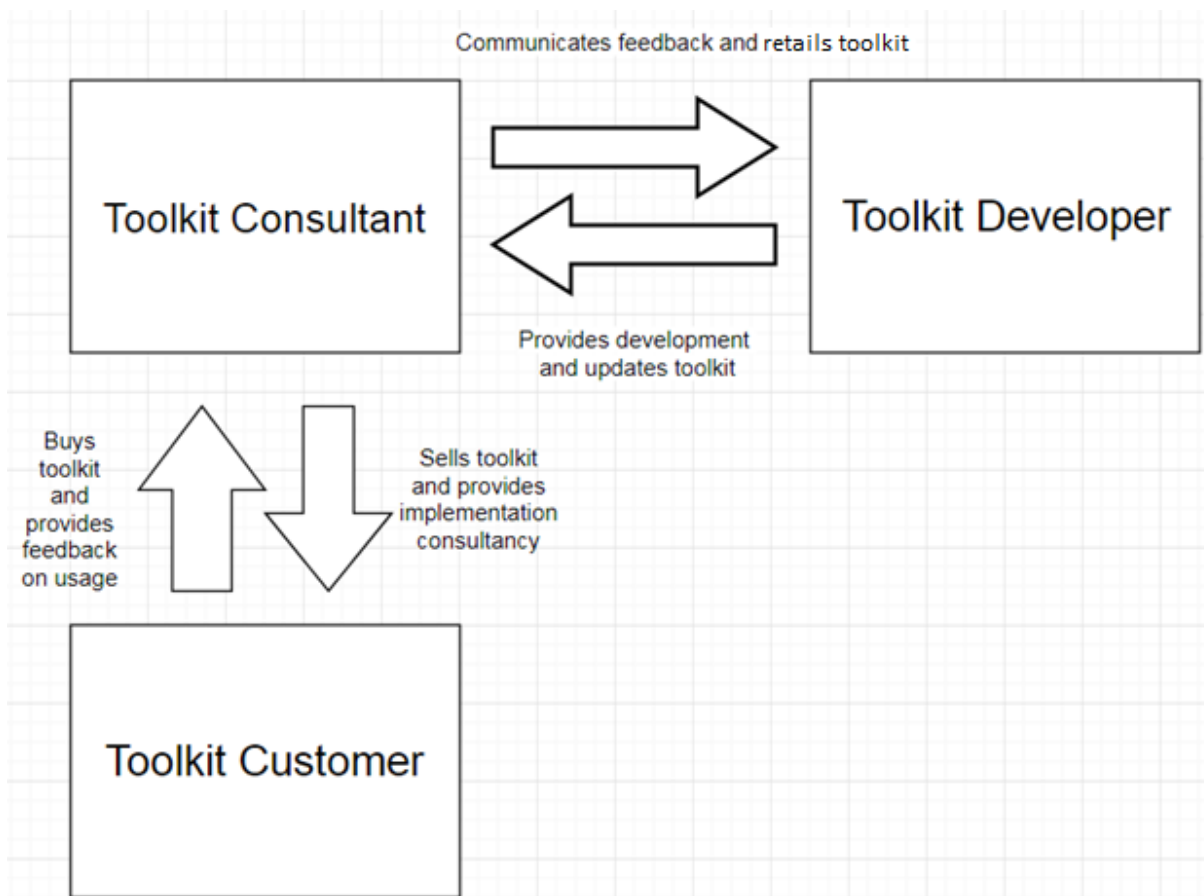 Communicates feedback and retails toolkit
Toolkit Consultant
Toolkit Developer
Provides development
and updates toolkit
Buys
toolkit
and
provides
feedback
on usage
Sells toolkit
and provides
implementation
consultancy
Toolkit Customer